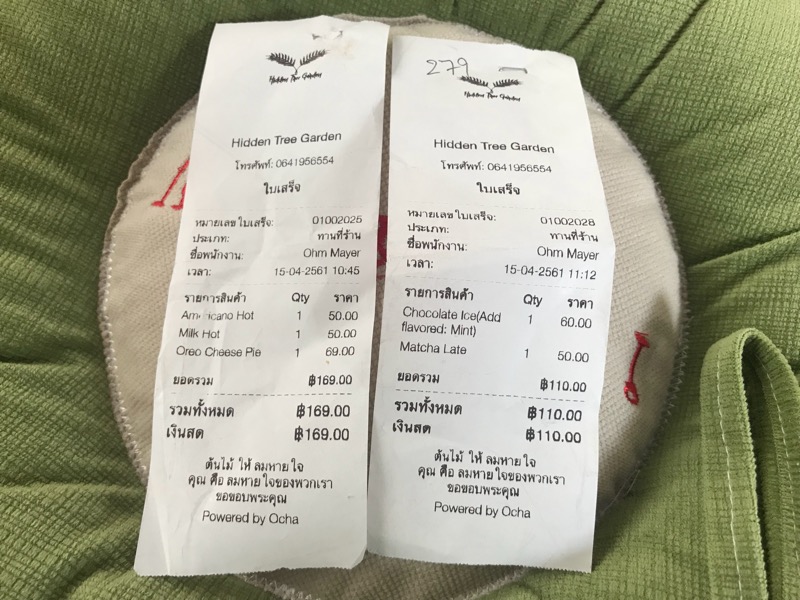 Hidden Tree Garden
Hidden Tree Garden
โทรศัพท์: 0641956554
ใบเสร็จ
หมายเลขใบเสร็จ: 01002025
ประเภท: ทานที่ร้าน
ชื่อพนักงาน: Ohm Mayer
เวลา: 15-04-2561 10:45
รายการสินค้า Qty ราคา
Americano Hot 1 50.00
Milk Hot 1 50.00
Oreo Cheese Pie 1 69.00
ยอดรวม ฿169.00
รวมทั้งหมด ฿169.00
เงินสด ฿169.00
ต้นไม้ ให้ ลมหายใจ
คุณ คือ ลมหายใจของพวกเรา
ขอขอบพระคุณ
Powered by Ocha
279
Hidden Tree Garden
Hidden Tree Garden
โทรศัพท์: 0641956554
ใบเสร็จ
หมายเลขใบเสร็จ: 01002028
ประเภท: ทานที่ร้าน
ชื่อพนักงาน: Ohm Mayer
เวลา: 15-04-2561 11:12
รายการสินค้า Qty ราคา
Chocolate Ice(Add 1 60.00
flavored: Mint)
Matcha Late 1 50.00
ยอดรวม ฿110.00
รวมทั้งหมด ฿110.00
เงินสด ฿110.00
ต้นไม้ ให้ ลมหายใจ
คุณ คือ ลมหายใจของพวกเรา
ขอขอบพระคุณ
Powered by Ocha